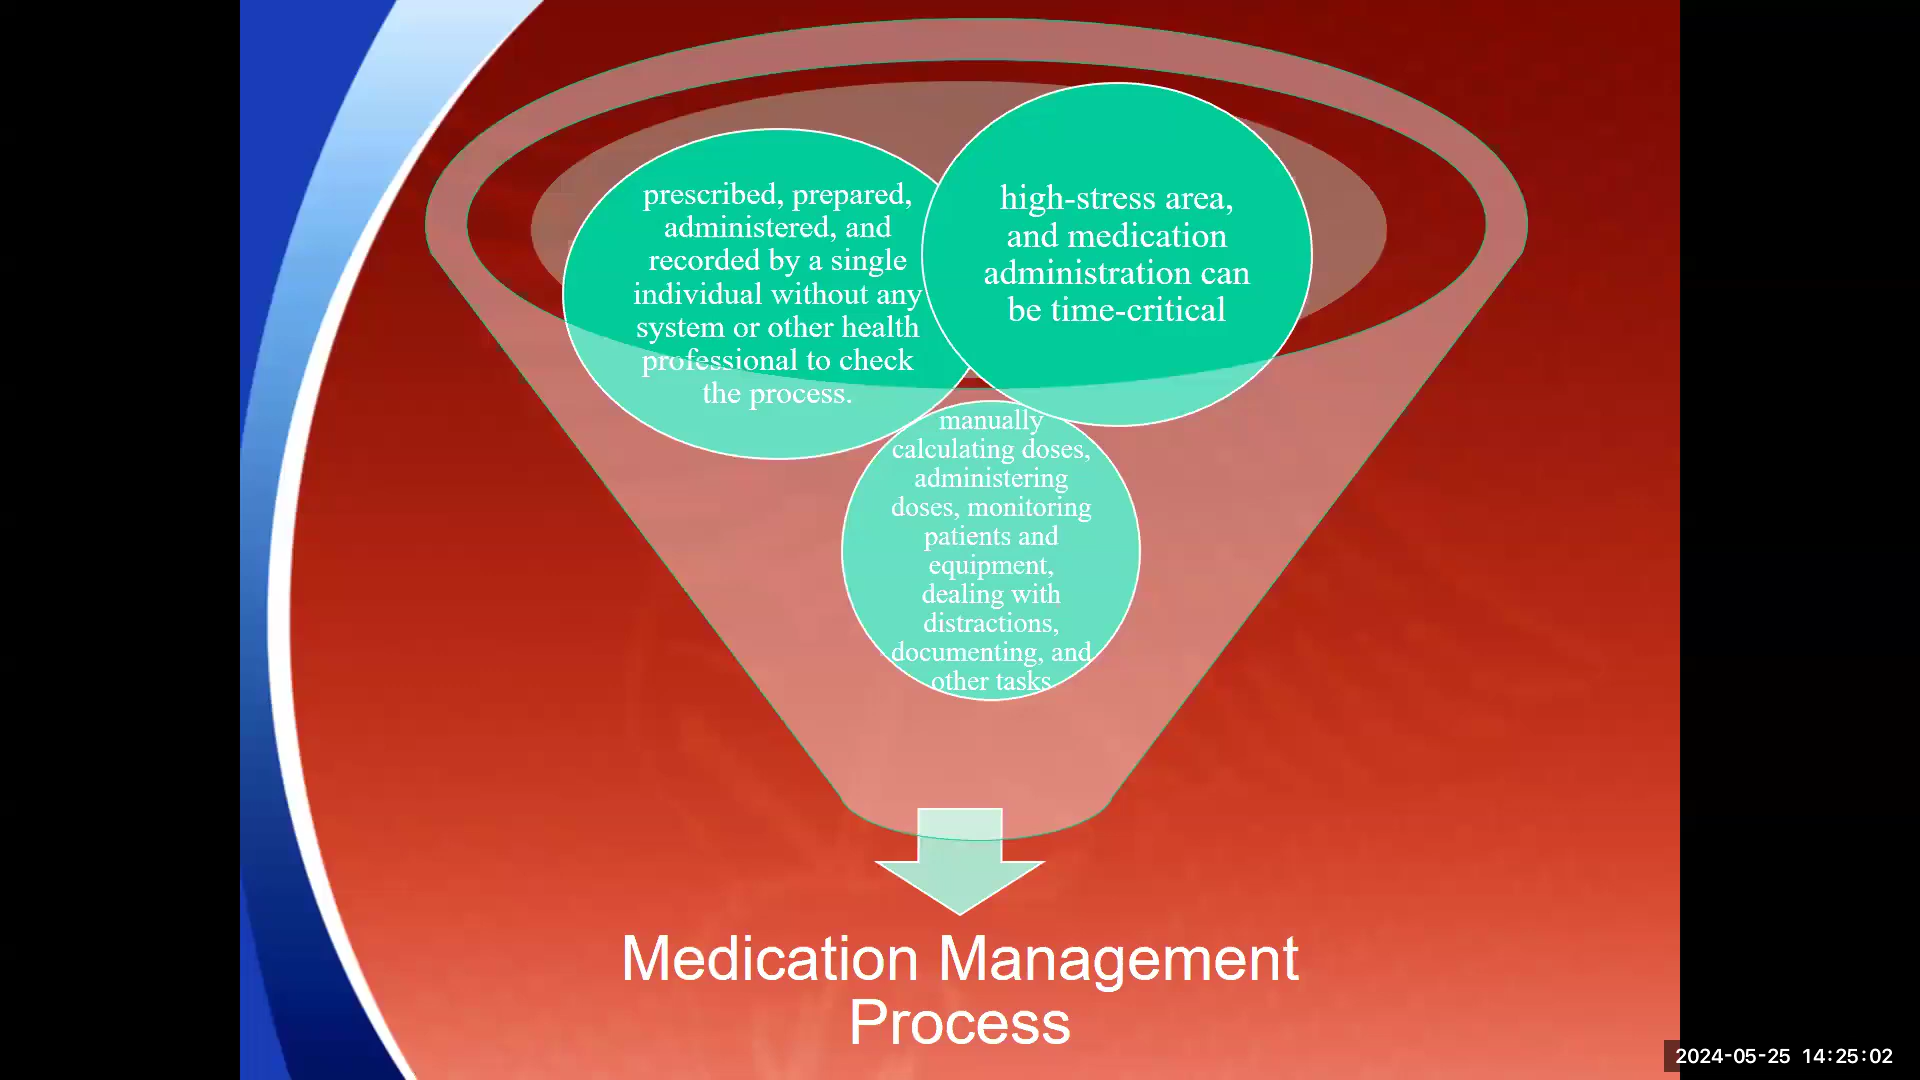 prescribed, prepared,
administered, and
recorded by a single
individual without any
system or other health
professional to check
the process.
high-stress area,
and medication
administration can
be time-critical
manually
calculating doses,
administering
doses, monitoring
patients and
equipment,
dealing with
distractions,
documenting, and
other tasks.
Medication Management
Process
2024-05-25 14:25:02